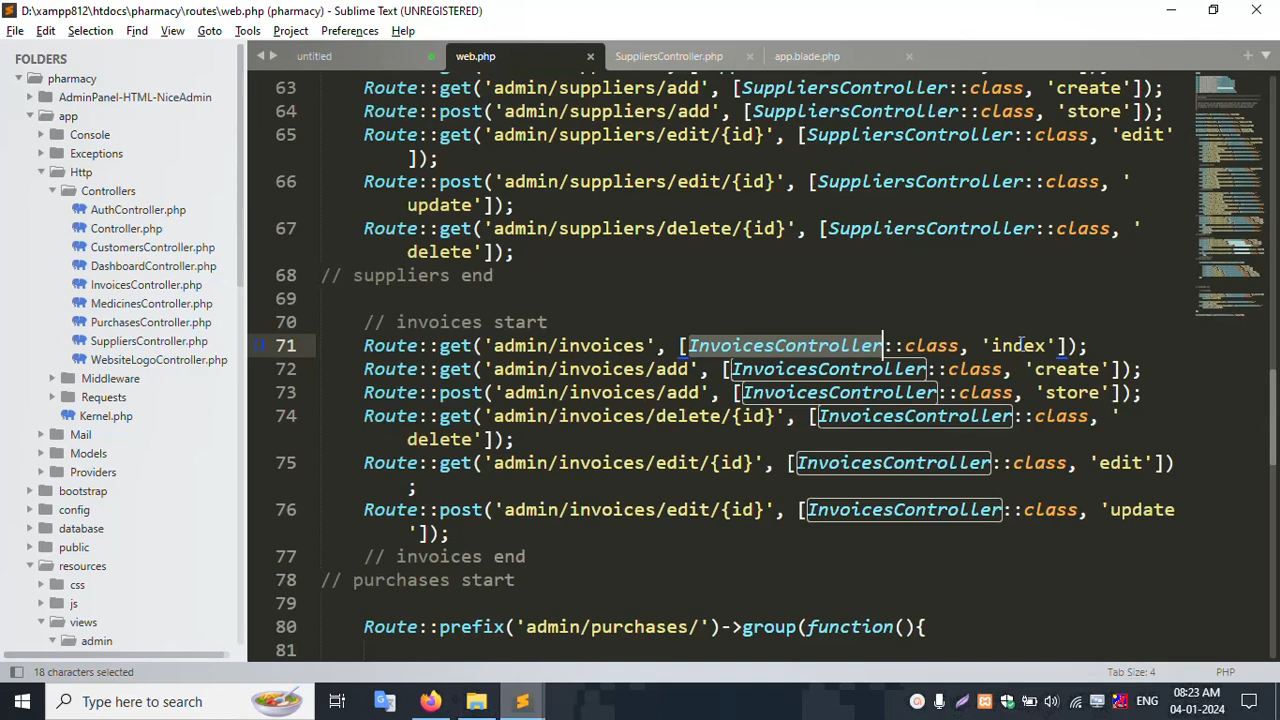 D:\xampp812\htdocs\pharmacy\routes\web.php (pharmacy) - Sublime Text (UNREGISTERED)
File Edit Selection Find View Goto Tools Project Preferences Help
FOLDERS
pharmacy
AdminPanel-HTML-NiceAdmin
app
Console
Exceptions
Http
Controllers
AuthController.php
Controller.php
CustomersController.php
DashboardController.php
InvoicesController.php
MedicinesController.php
PurchasesController.php
SuppliersController.php
WebsiteLogoController.php
Middleware
Requests
Kernel.php
Mail
Models
Providers
bootstrap
config
database
public
resources
css
js
views
admin
untitled web.php SuppliersController.php app.blade.php
63 Route::get('admin/suppliers/add', [SuppliersController::class, 'create']);
64 Route::post('admin/suppliers/add', [SuppliersController::class, 'store']);
65 Route::get('admin/suppliers/edit/{id}', [SuppliersController::class, 'edit'
]);
66 Route::post('admin/suppliers/edit/{id}', [SuppliersController::class, '
update']);
67 Route::get('admin/suppliers/delete/{id}', [SuppliersController::class, '
delete']);
68 // suppliers end
69
70 // invoices start
71 Route::get('admin/invoices', [InvoicesController::class, 'index']);
72 Route::get('admin/invoices/add', [InvoicesController::class, 'create']);
73 Route::post('admin/invoices/add', [InvoicesController::class, 'store']);
74 Route::get('admin/invoices/delete/{id}', [InvoicesController::class, '
delete']);
75 Route::get('admin/invoices/edit/{id}', [InvoicesController::class, 'edit'])
;
76 Route::post('admin/invoices/edit/{id}', [InvoicesController::class, 'update
']);
77 // invoices end
78 // purchases start
79
80 Route::prefix('admin/purchases/')->group(function(){
81
18 characters selected Tab Size: 4 PHP
Type here to search ENG 08:23 AM
04-01-2024